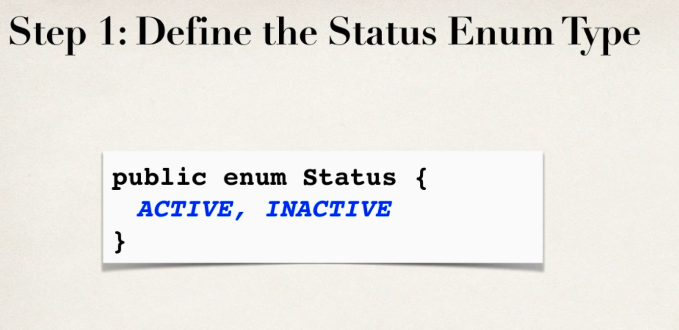 Step 1: Define the Status Enum Type
public enum Status {
ACTIVE, INACTIVE
}